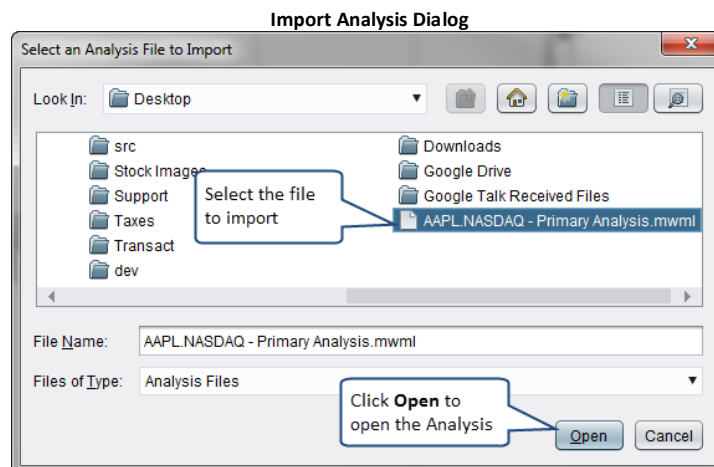 Import Analysis Dialog
Select an Analysis File to Import
Look In: Desktop
src
Stock Images
Support
Taxes
Transact
dev
Downloads
Google Drive
Google Talk Received Files
AAPL.NASDAQ - Primary Analysis.mwml
Select the file
to import
File Name: AAPL.NASDAQ - Primary Analysis.mwml
Files of Type: Analysis Files
Click Open to
open the Analysis
Open Cancel